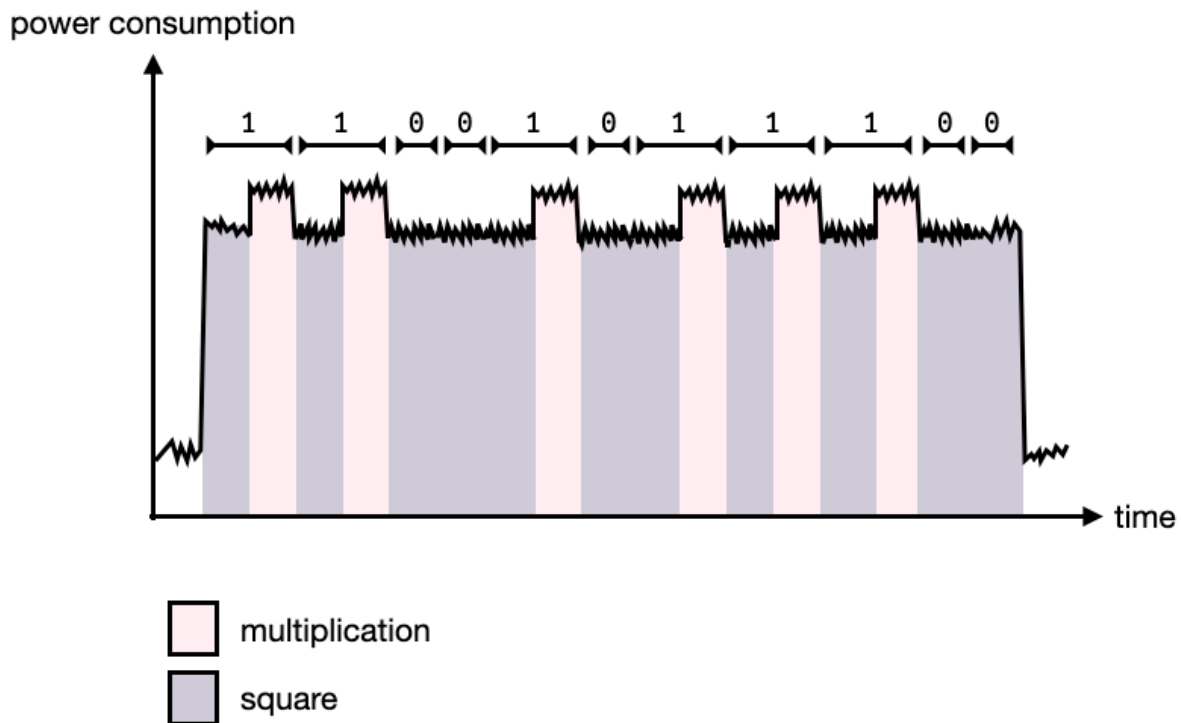 power consumption
1 1 0 0 1 0 1 1 1 0 0
time
multiplication
square